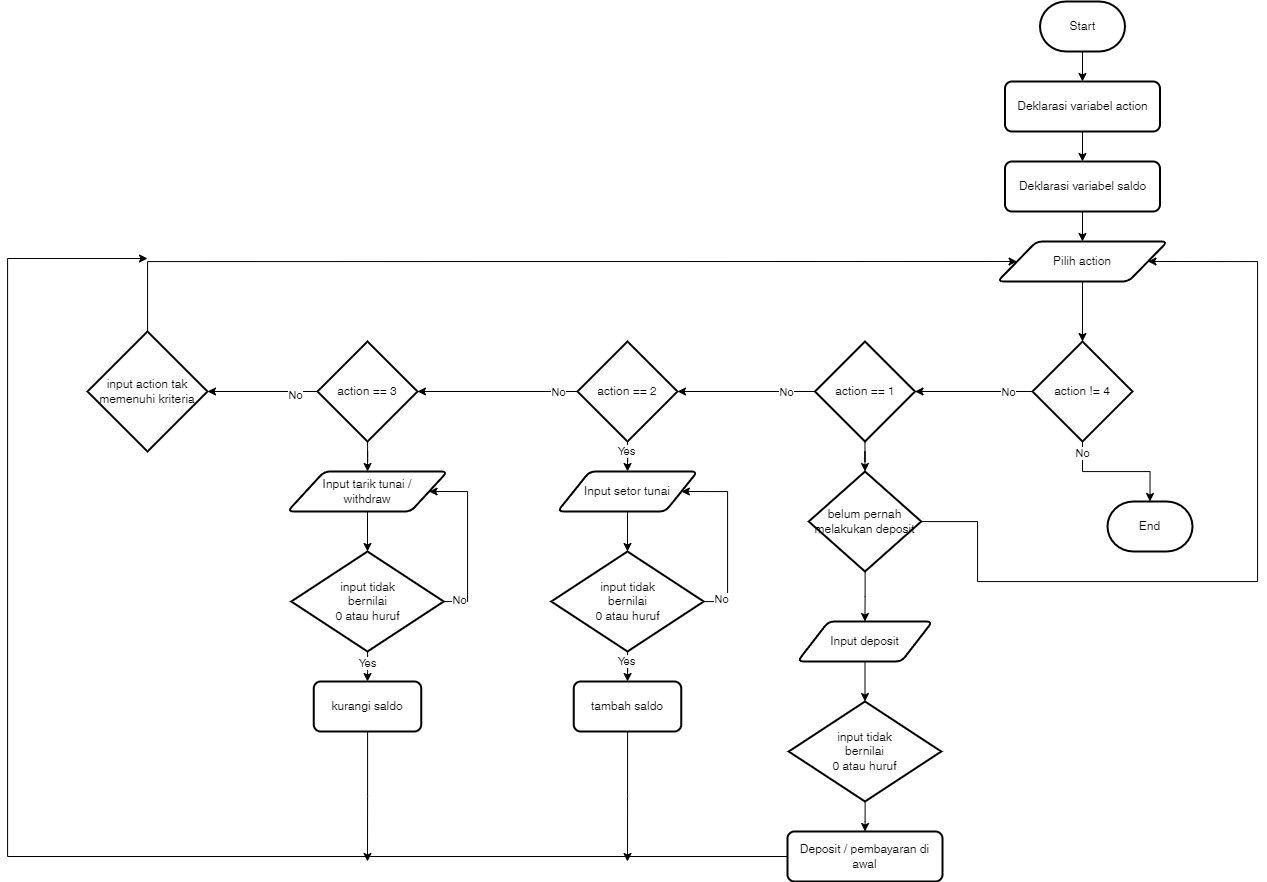 Start
Deklarasi variabel action
Deklarasi variabel saldo
Pilih action
input action tak
memenuhi kriteria
No
action == 3
No
action == 2
No
action == 1
No
action != 4
Yes
No
Input tarik tunai /
withdraw
Input setor tunai
belum pernah
melakukan deposit
End
input tidak
bernilai
0 atau huruf
No
input tidak
bernilai
0 atau huruf
No
Input deposit
Yes
Yes
kurangi saldo
tambah saldo
input tidak
bernilai
0 atau huruf
Deposit / pembayaran di
awal